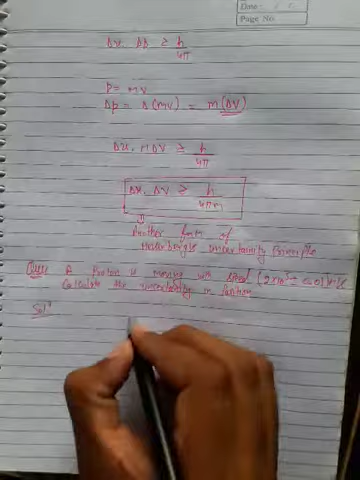 Date :
Page No.
Δx. Δp ≥ h/4π
p = mv
Δp = Δ(mv) = m(Δv)
Δx. mΔv ≥ h/4π
Δx. Δv ≥ h/4πm
Another form of
Heisenberg's Uncertainty Principle
Ques: A Proton is moving with speed
Calculate the uncertainty in position
Solⁿ